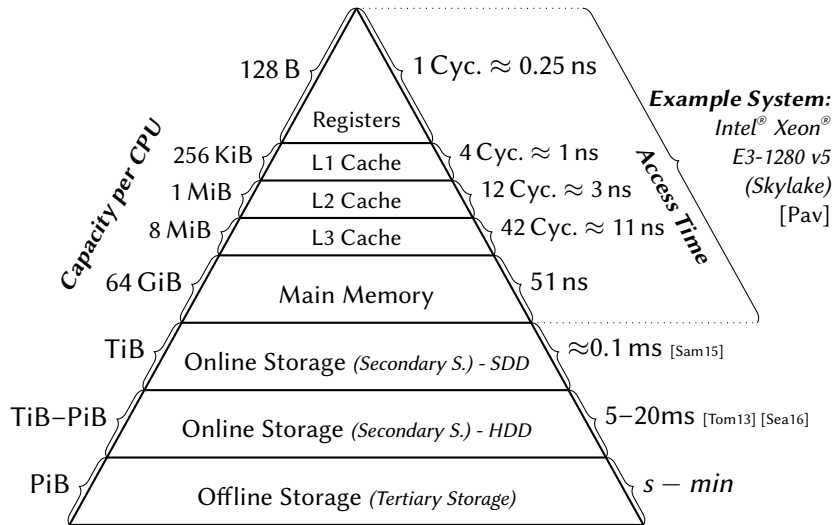 128 B
1 Cyc. ≈ 0.25 ns
Registers
Example System:
Intel® Xeon®
E3-1280 v5
(Skylake)
[Pav]
Capacity per CPU
Access Time
256 KiB
L1 Cache
4 Cyc. ≈ 1 ns
1 MiB
L2 Cache
12 Cyc. ≈ 3 ns
8 MiB
L3 Cache
42 Cyc. ≈ 11 ns
64 GiB
Main Memory
51 ns
TiB
Online Storage (Secondary S.) - SDD
≈0.1 ms [Sam15]
TiB–PiB
Online Storage (Secondary S.) - HDD
5–20ms [Tom13] [Sea16]
PiB
Offline Storage (Tertiary Storage)
s − min